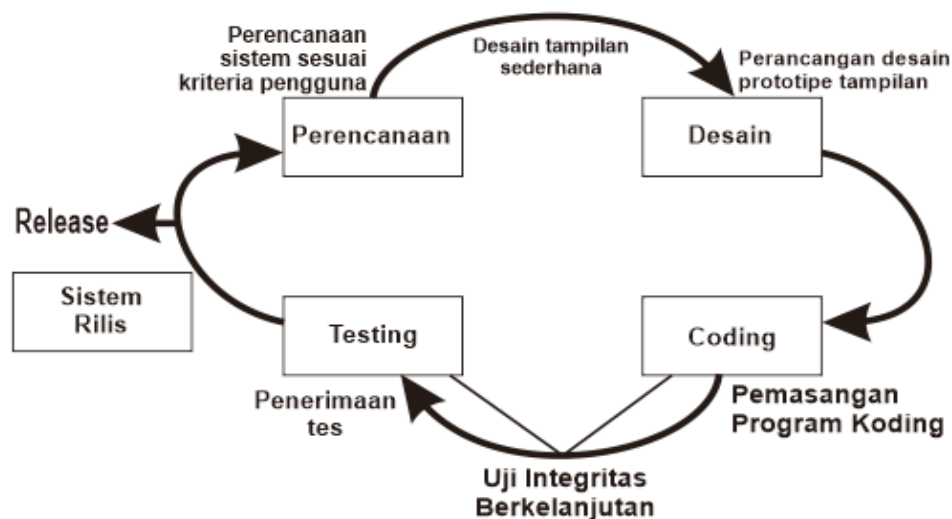 Perencanaan
sistem sesuai
kriteria pengguna
Desain tampilan
sederhana
Perancangan desain
prototipe tampilan
Perencanaan
Desain
Release
Sistem
Rilis
Testing
Coding
Penerimaan
tes
Pemasangan
Program Koding
Uji Integritas
Berkelanjutan